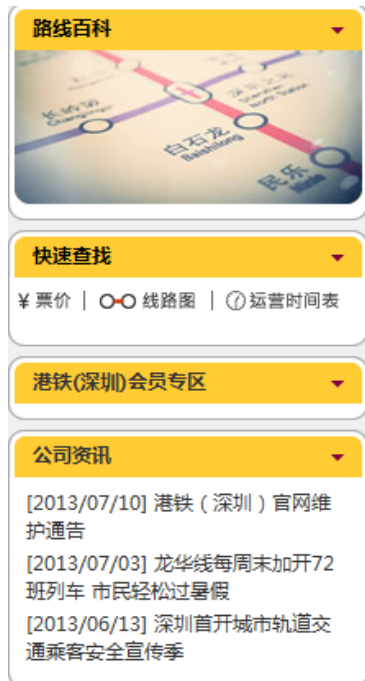 路线百科
长岭陂
Changlingpi
深圳北站
Shenzhen
North Station
白石龙
Baishilong
民乐
Minle
快速查找
¥ 票价 | 线路图 | 运营时间表
港铁(深圳)会员专区
公司资讯
[2013/07/10] 港铁（深圳）官网维
护通告
[2013/07/03] 龙华线每周末加开72
班列车 市民轻松过暑假
[2013/06/13] 深圳首开城市轨道交
通乘客安全宣传季